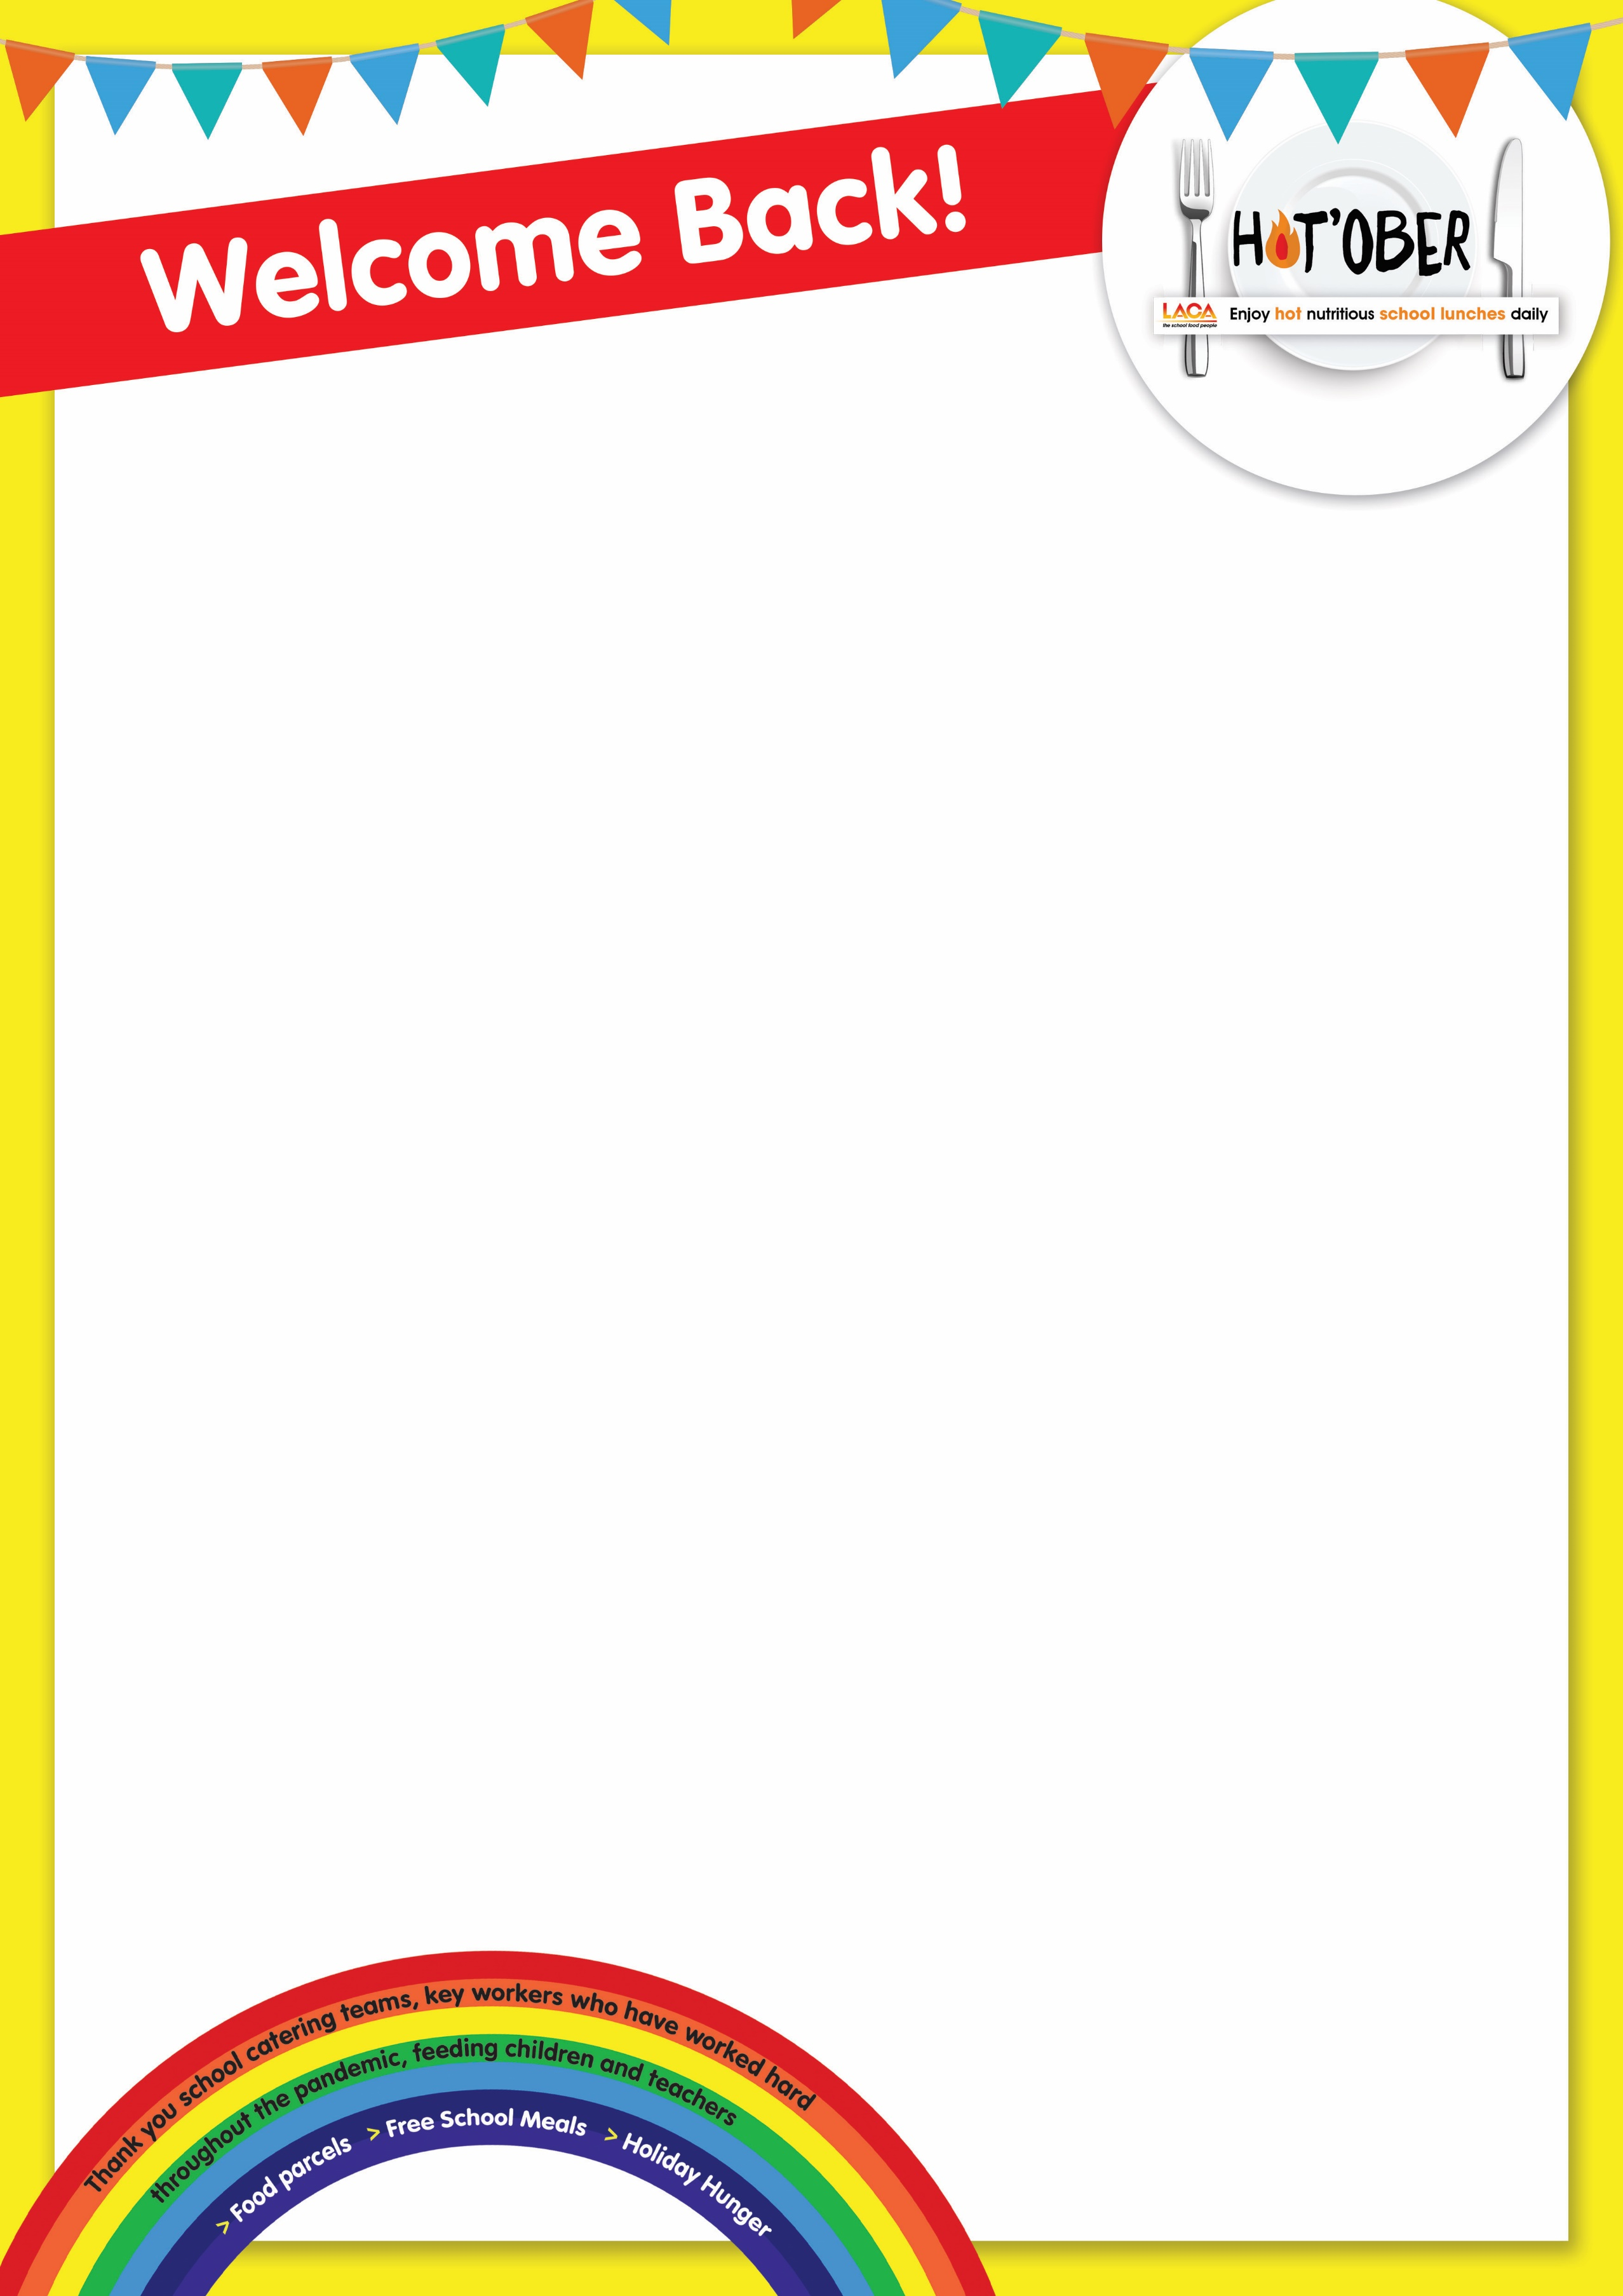 Welcome Back!
HOT'OBER
LACA
the school food people
Enjoy hot nutritious school lunches daily
Thank you school catering teams, key workers who have worked hard
throughout the pandemic, feeding children and teachers
> Food parcels > Free School Meals > Holiday Hunger